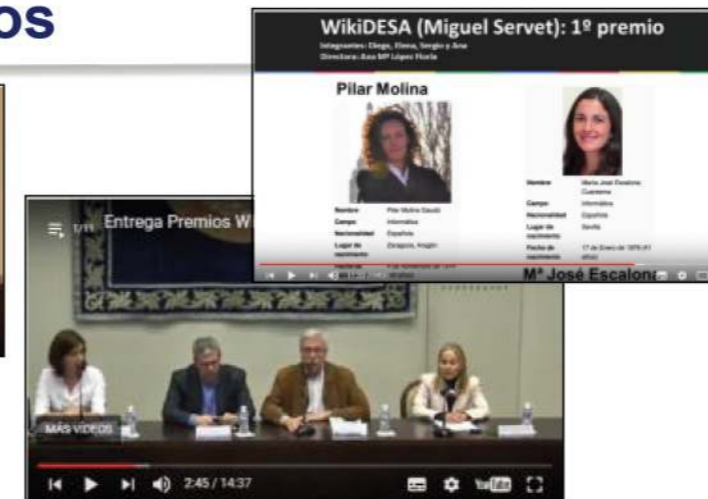 os
WikiDESA (Miguel Servet): 1º premio
Integrantes: Diego, Elena, Sergio y Ana
Directora: Ana Mª López Floría
Pilar Molina
Nombre Pilar Molina Gaudó
Campo Informática
Nacionalidad Española
Lugar de nacimiento Zaragoza, Aragón
Nombre María José Escalona Cuaresma
Campo Informática
Nacionalidad Española
Lugar de nacimiento Sevilla
Fecha de nacimiento 17 de Enero de 1976 (41 años)
Mª José Escalona
1/11 Entrega Premios W
MÁS VÍDEOS
2:45 / 14:37
YouTube